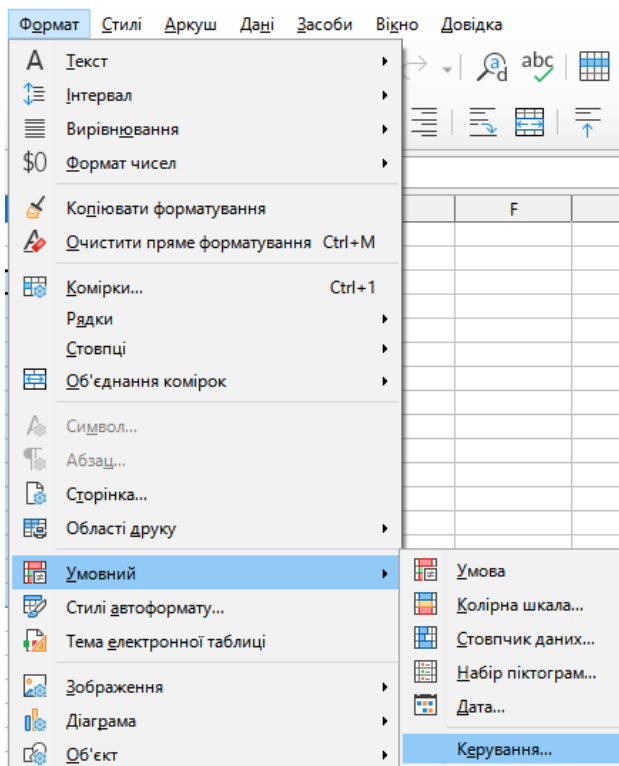 Формат Стилі Аркуш Дані Засоби Вікно Довідка
Текст
Інтервал
Вирівнювання
$0 Формат чисел
Копіювати форматування
Очистити пряме форматування Ctrl+M
F
Комірки... Ctrl+1
Рядки
Стовпці
Об'єднання комірок
Символ...
Абзац...
Сторінка...
Області друку
Умовний
Стилі автоформату...
Тема електронної таблиці
Зображення
Діаграма
Об'єкт
Умова
Колірна шкала...
Стовпчик даних...
Набір піктограм...
Дата...
Керування...